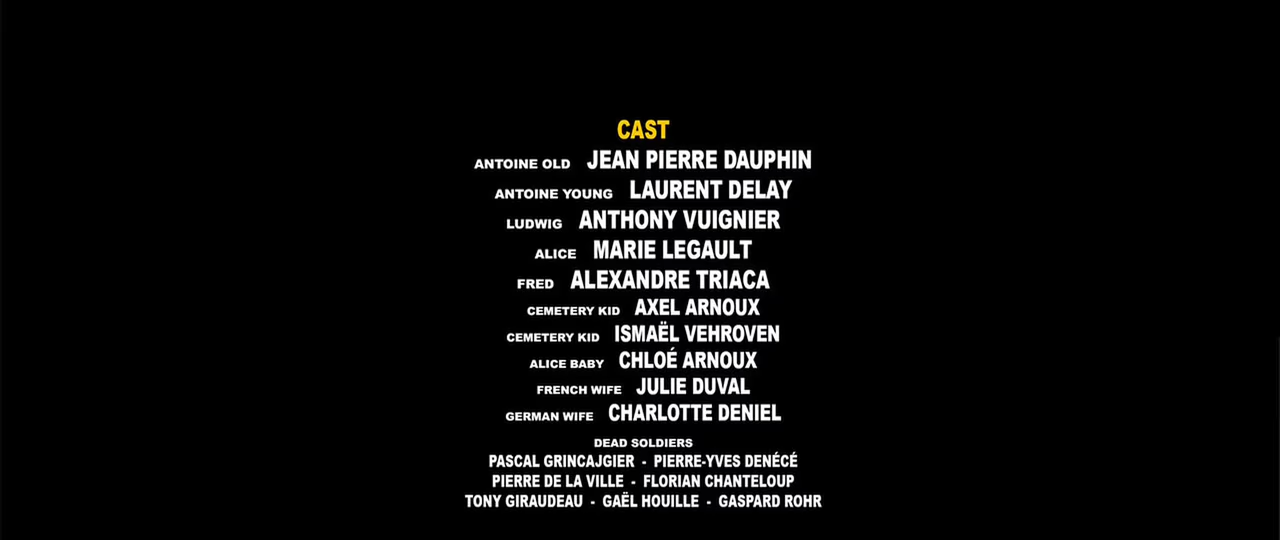 CAST
ANTOINE OLD JEAN PIERRE DAUPHIN
ANTOINE YOUNG LAURENT DELAY
LUDWIG ANTHONY VUIGNIER
ALICE MARIE LEGAULT
FRED ALEXANDRE TRIACA
CEMETERY KID AXEL ARNOUX
CEMETERY KID ISMAËL VEHROVEN
ALICE BABY CHLOÉ ARNOUX
FRENCH WIFE JULIE DUVAL
GERMAN WIFE CHARLOTTE DENIEL
DEAD SOLDIERS
PASCAL GRINCAJGIER - PIERRE-YVES DENÉCÉ
PIERRE DE LA VILLE - FLORIAN CHANTELOUP
TONY GIRAUDEAU - GAËL HOUILLE - GASPARD ROHR